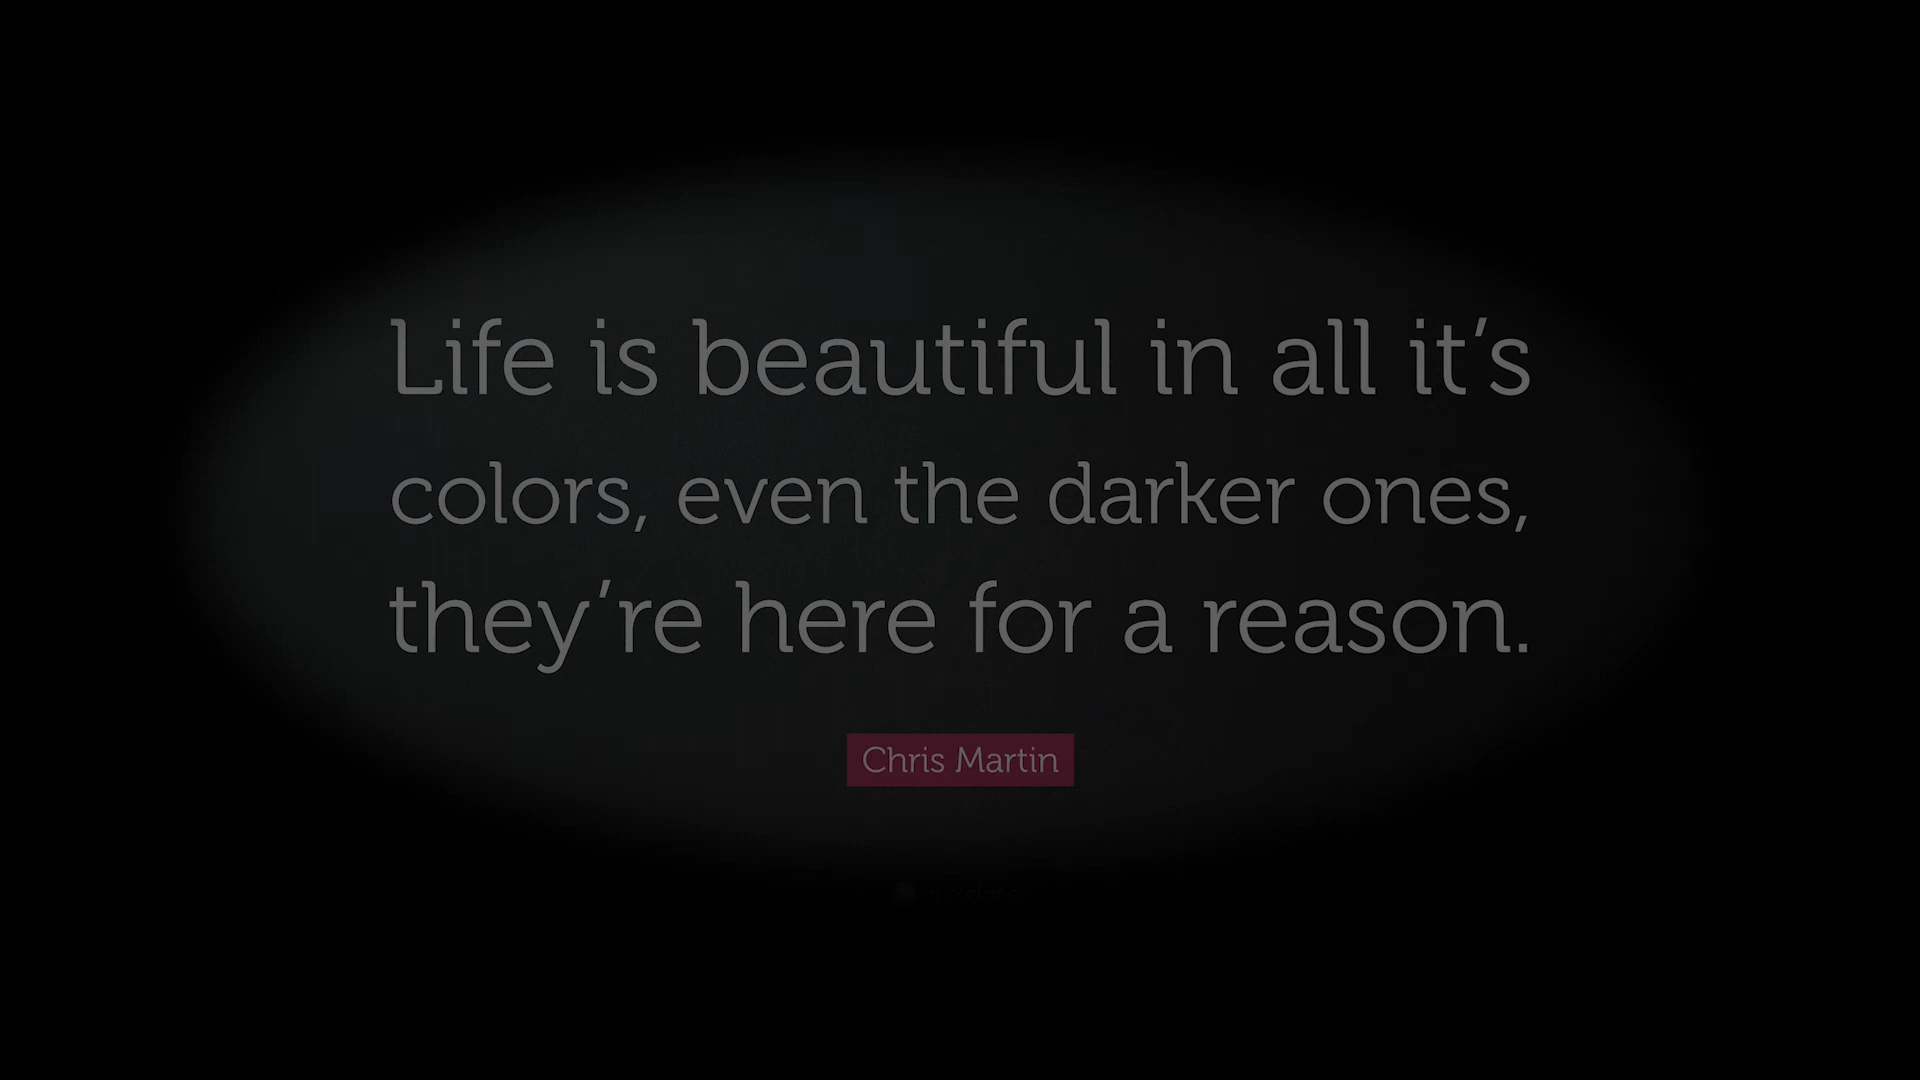 Life is beautiful in all it’s
colors, even the darker ones,
they’re here for a reason.
Chris Martin